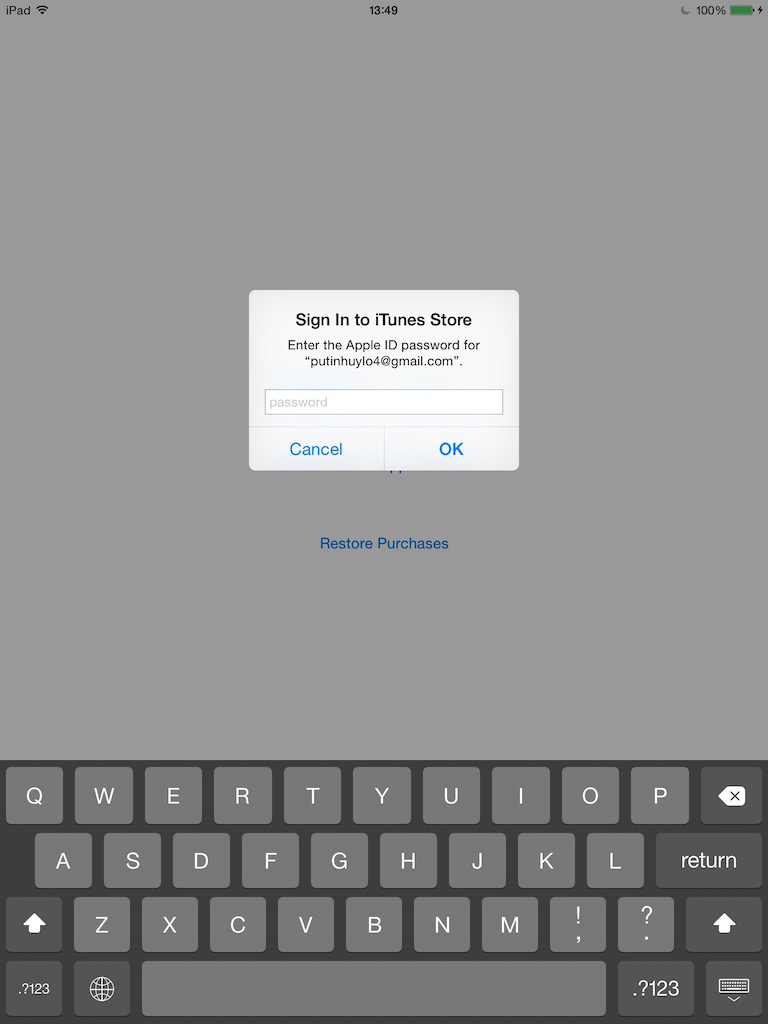 iPad 13:49 100%
Sign In to iTunes Store
Enter the Apple ID password for
“putinhuylo4@gmail.com”.
password
Cancel OK
Restore Purchases
Q W E R T Y U I O P
A S D F G H J K L return
Z X C V B N M ! , ? .
.?123 .?123